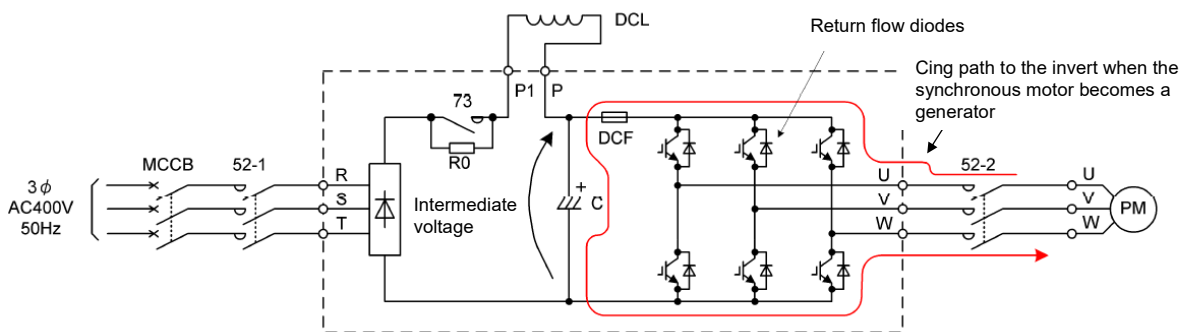 DCL
Return flow diodes
Cing path to the invert when the
synchronous motor becomes a
generator
P1
P
73
R0
DCF
MCCB
52-1
52-2
3ϕ
AC400V
50Hz
R
S
T
Intermediate
voltage
+
C
U
V
W
U
V
W
PM